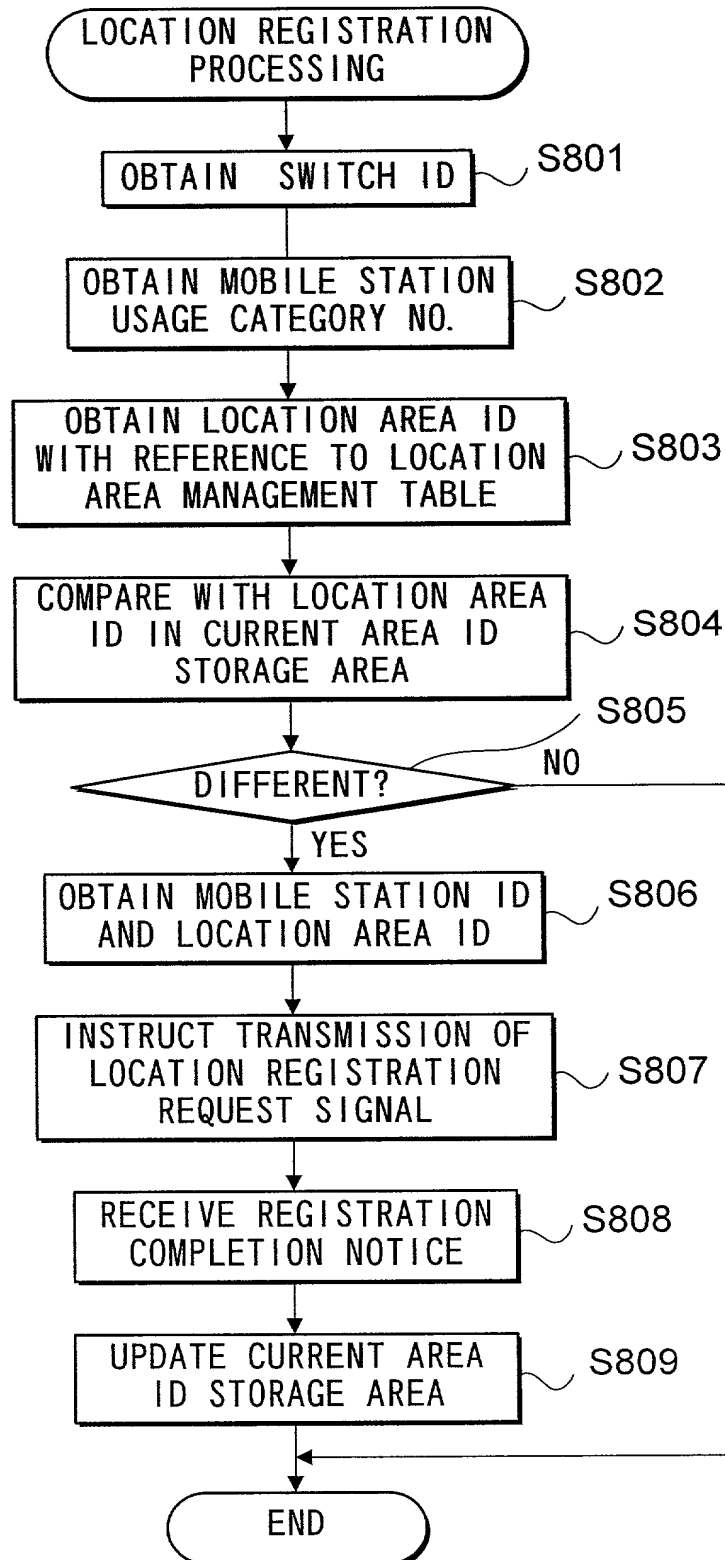 LOCATION REGISTRATION
PROCESSING
OBTAIN SWITCH ID
S801
OBTAIN MOBILE STATION
USAGE CATEGORY NO.
S802
OBTAIN LOCATION AREA ID
WITH REFERENCE TO LOCATION
AREA MANAGEMENT TABLE
S803
COMPARE WITH LOCATION AREA
ID IN CURRENT AREA ID
STORAGE AREA
S804
S805
DIFFERENT?
NO
YES
OBTAIN MOBILE STATION ID
AND LOCATION AREA ID
S806
INSTRUCT TRANSMISSION OF
LOCATION REGISTRATION
REQUEST SIGNAL
S807
RECEIVE REGISTRATION
COMPLETION NOTICE
S808
UPDATE CURRENT AREA
ID STORAGE AREA
S809
END